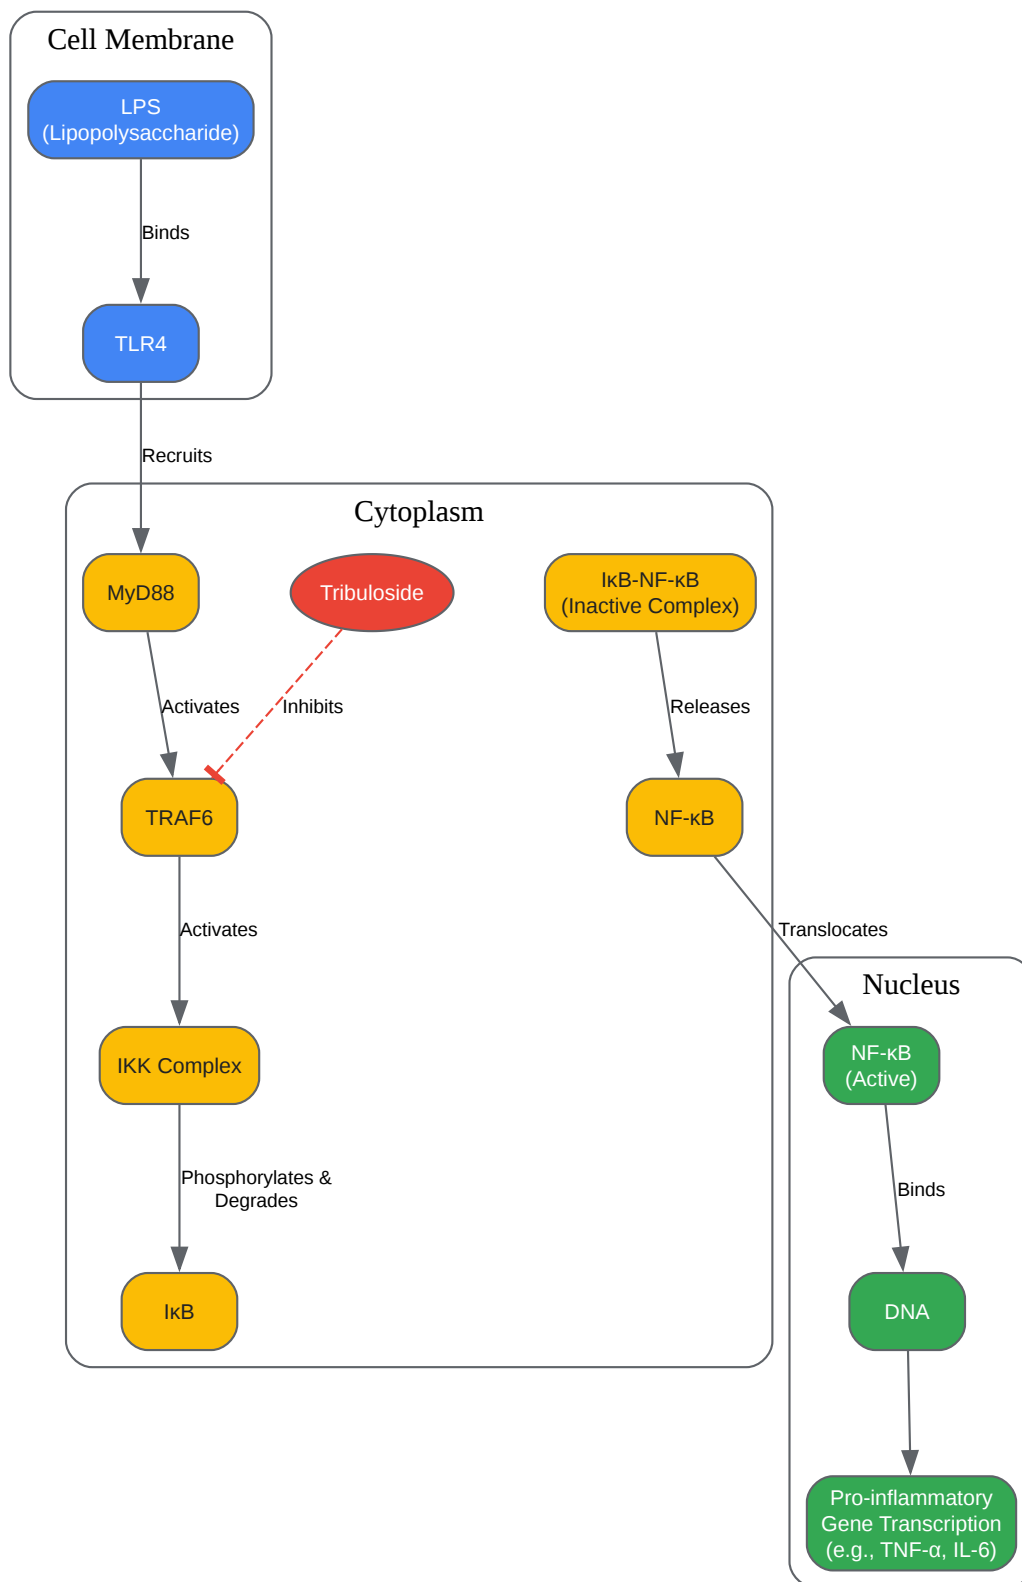 Cell Membrane
LPS
(Lipopolysaccharide)
Binds
TLR4
Recruits
Cytoplasm
MyD88
Tribuloside
IκB-NF-κB
(Inactive Complex)
Activates
Inhibits
Releases
TRAF6
NF-κB
Activates
Translocates
Nucleus
IKK Complex
NF-κB
(Active)
Phosphorylates &
Degrades
Binds
IκB
DNA
Pro-inflammatory
Gene Transcription
(e.g., TNF-α, IL-6)